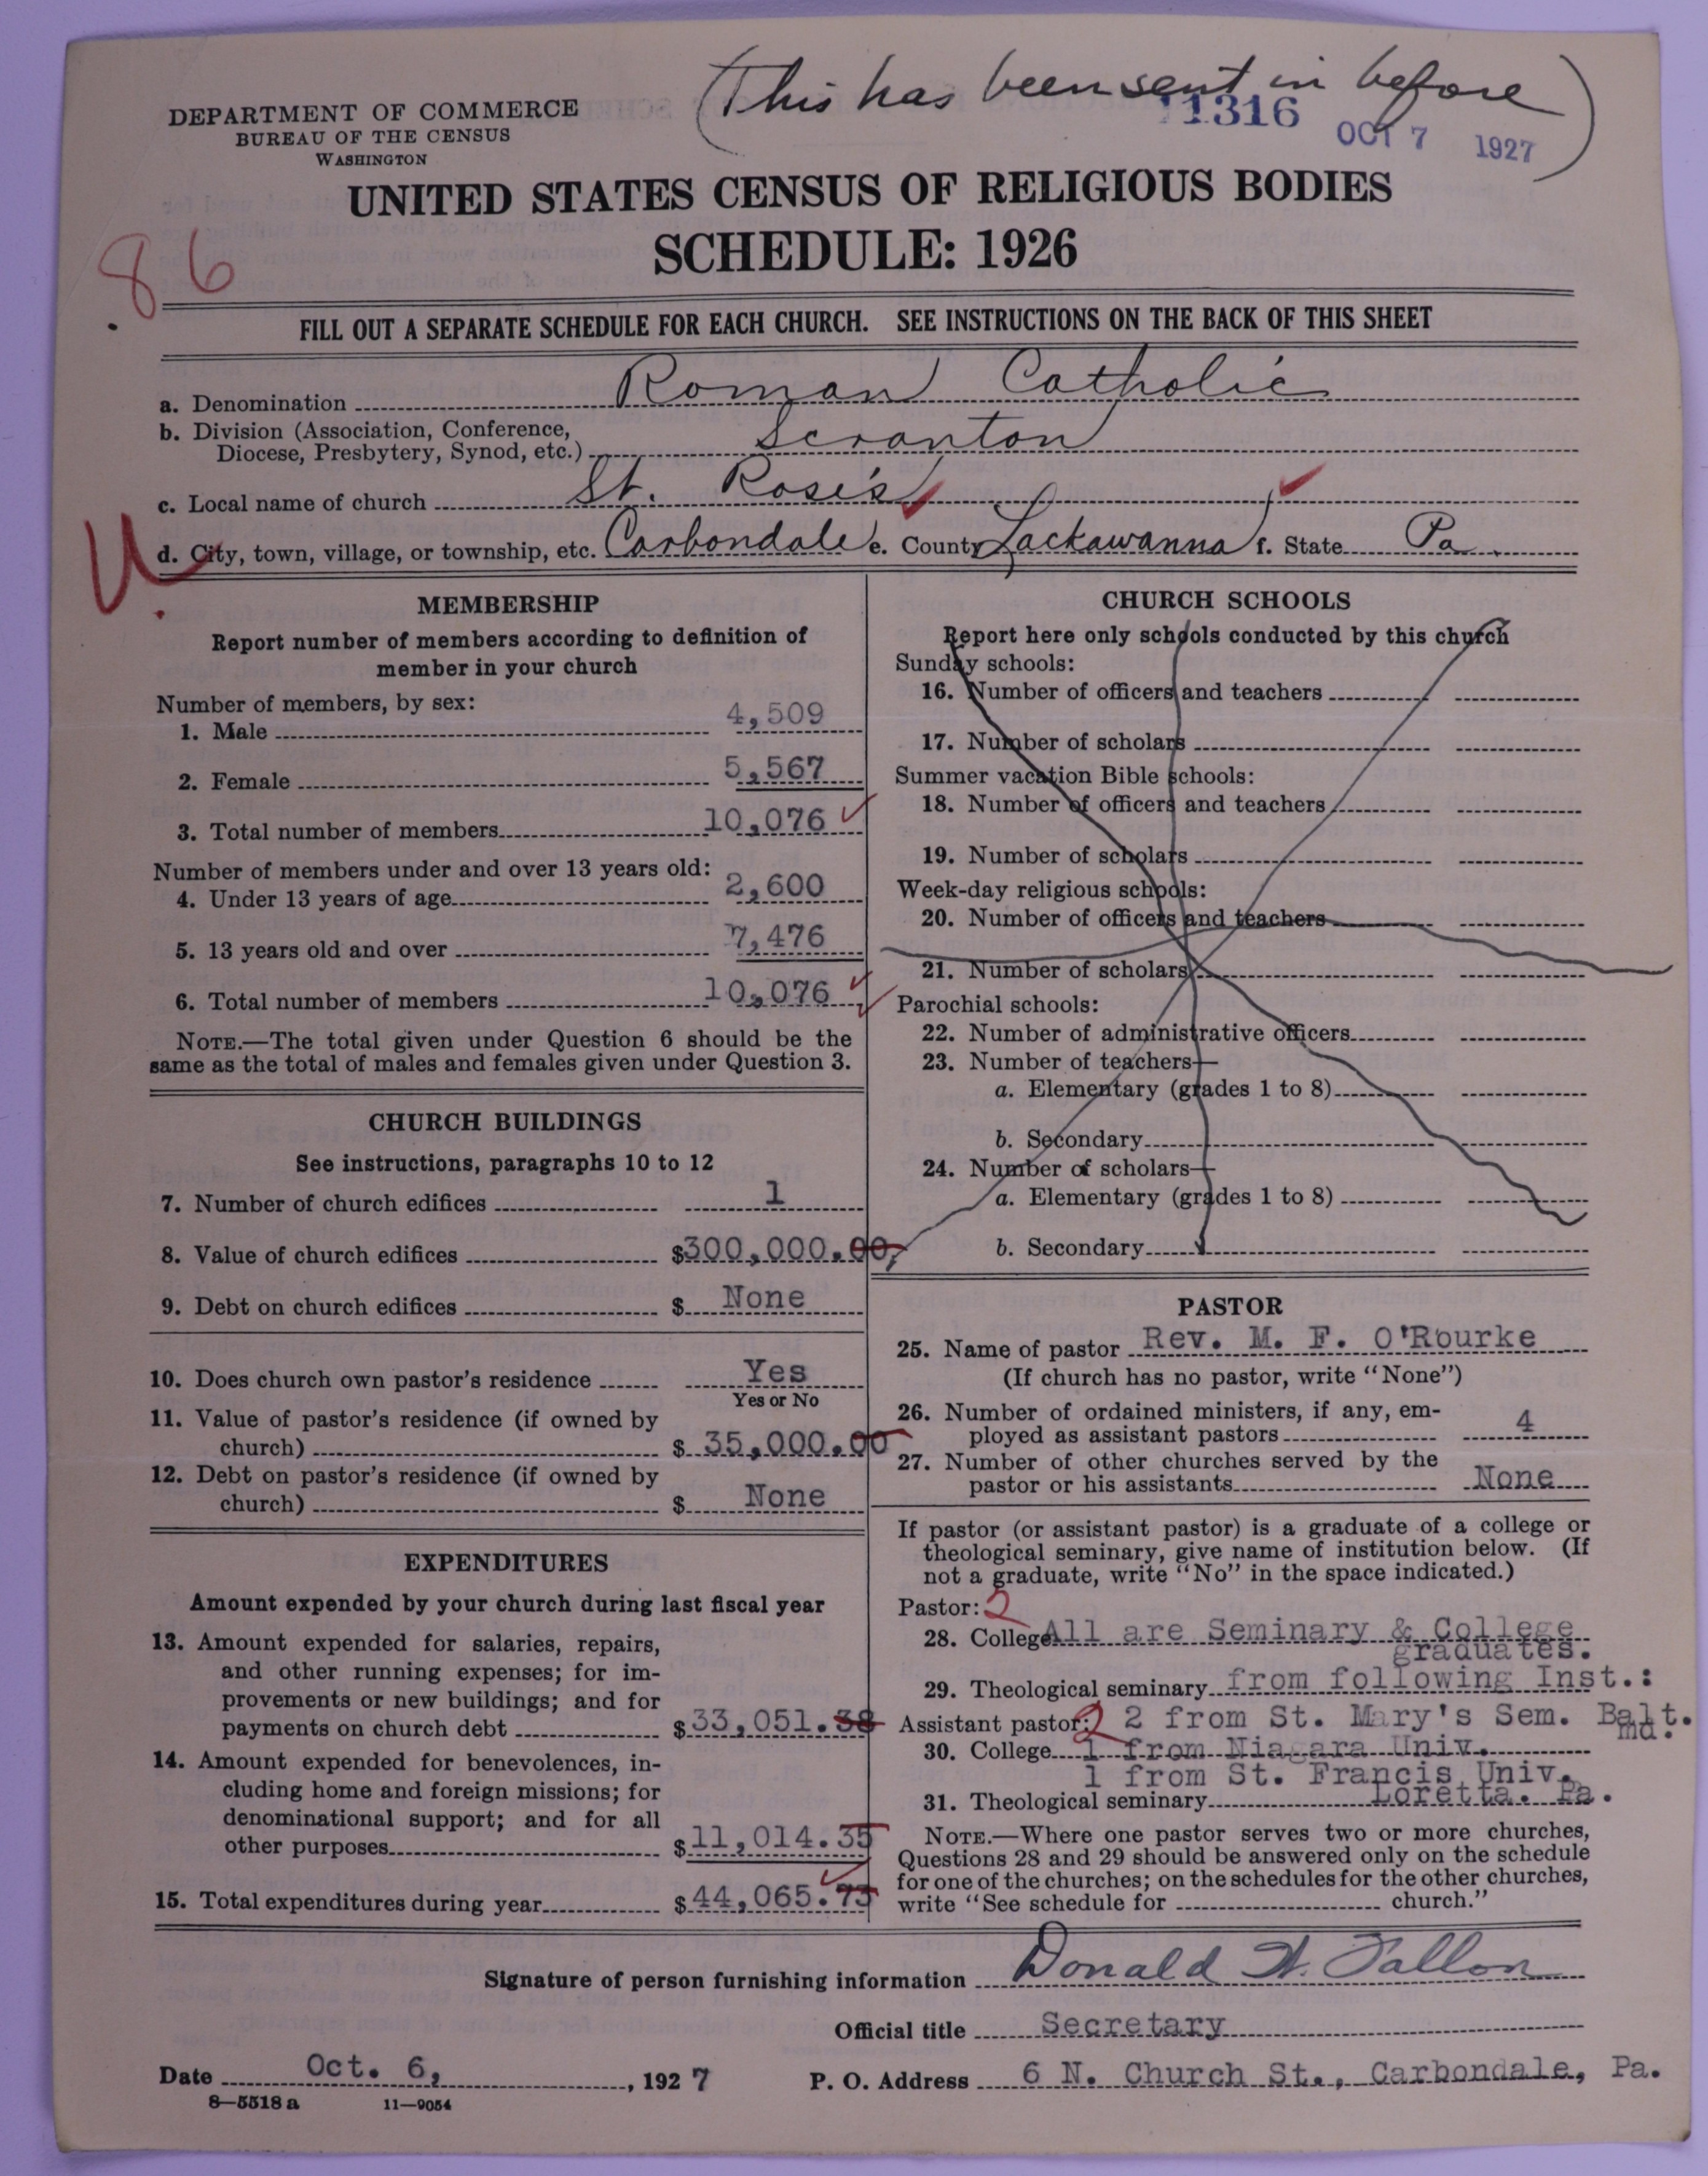 (This has been sent in before)
DEPARTMENT OF COMMERCE
BUREAU OF THE CENSUS
WASHINGTON
11316
OCT 7 1927
UNITED STATES CENSUS OF RELIGIOUS BODIES
SCHEDULE: 1926
86
FILL OUT A SEPARATE SCHEDULE FOR EACH CHURCH. SEE INSTRUCTIONS ON THE BACK OF THIS SHEET
a. Denomination Roman Catholic
b. Division (Association, Conference,
Diocese, Presbytery, Synod, etc.) Scranton
c. Local name of church St. Rose's
U.
d. City, town, village, or township, etc. Carbondale e. County Lackawanna f. State Pa.
MEMBERSHIP
Report number of members according to definition of
member in your church
Number of members, by sex:
1. Male 4,509
2. Female 5,567
3. Total number of members 10,076
Number of members under and over 13 years old:
4. Under 13 years of age 2,600
5. 13 years old and over 7,476
6. Total number of members 10,076
NOTE.—The total given under Question 6 should be the
same as the total of males and females given under Question 3.
CHURCH BUILDINGS
See instructions, paragraphs 10 to 12
7. Number of church edifices 1
8. Value of church edifices $300,000.00
9. Debt on church edifices $ None
10. Does church own pastor's residence Yes
Yes or No
11. Value of pastor's residence (if owned by
church) $ 35,000.00
12. Debt on pastor's residence (if owned by
church) $ None
EXPENDITURES
Amount expended by your church during last fiscal year
13. Amount expended for salaries, repairs,
and other running expenses; for im-
provements or new buildings; and for
payments on church debt $33,051.38
14. Amount expended for benevolences, in-
cluding home and foreign missions; for
denominational support; and for all
other purposes $11,014.35
15. Total expenditures during year $44,065.73
CHURCH SCHOOLS
Report here only schools conducted by this church
Sunday schools:
16. Number of officers and teachers
17. Number of scholars
Summer vacation Bible schools:
18. Number of officers and teachers
19. Number of scholars
Week-day religious schools:
20. Number of officers and teachers
21. Number of scholars
Parochial schools:
22. Number of administrative officers
23. Number of teachers—
a. Elementary (grades 1 to 8)
b. Secondary
24. Number of scholars—
a. Elementary (grades 1 to 8)
b. Secondary
PASTOR
25. Name of pastor Rev. M. F. O'Rourke
(If church has no pastor, write "None")
26. Number of ordained ministers, if any, em-
ployed as assistant pastors 4
27. Number of other churches served by the
pastor or his assistants None
If pastor (or assistant pastor) is a graduate of a college or
theological seminary, give name of institution below. (If
not a graduate, write "No" in the space indicated.)
Pastor: 2
28. College All are Seminary & College
graduates.
29. Theological seminary from following Inst.:
Assistant pastor: 2 2 from St. Mary's Sem. Balt.
Md.
30. College 1 from Niagara Univ.
1 from St. Francis Univ.
31. Theological seminary Loretta. Pa.
NOTE.—Where one pastor serves two or more churches,
Questions 28 and 29 should be answered only on the schedule
for one of the churches; on the schedules for the other churches,
write "See schedule for church."
Signature of person furnishing information Donald A. Fallon
Official title Secretary
Date Oct. 6, , 1927 P. O. Address 6 N. Church St., Carbondale, Pa.
8—5518 a 11—9054